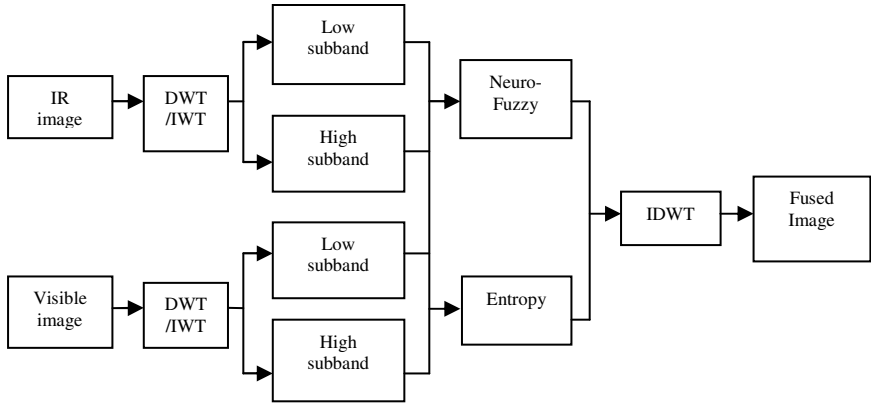 Low
subband
IR
image
DWT
/IWT
High
subband
Neuro-
Fuzzy
IDWT
Fused
Image
Visible
image
DWT
/IWT
Low
subband
High
subband
Entropy